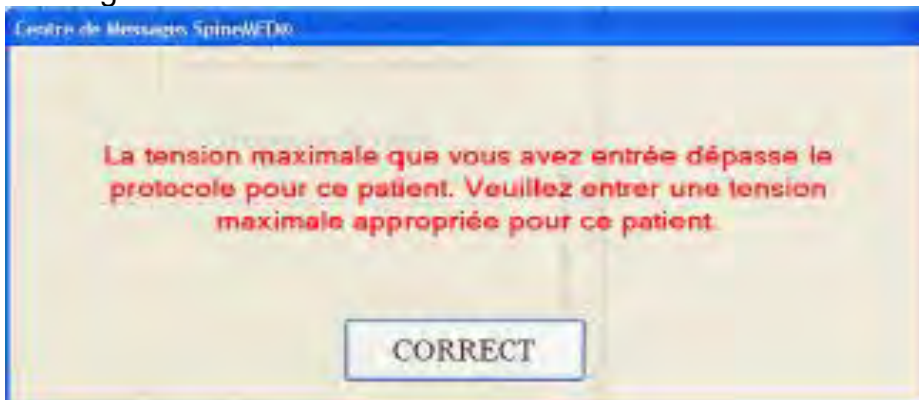 Centre de Messages SpineMED®
La tension maximale que vous avez entrée dépasse le
protocole pour ce patient. Veuillez entrer une tension
maximale appropriée pour ce patient.
CORRECT